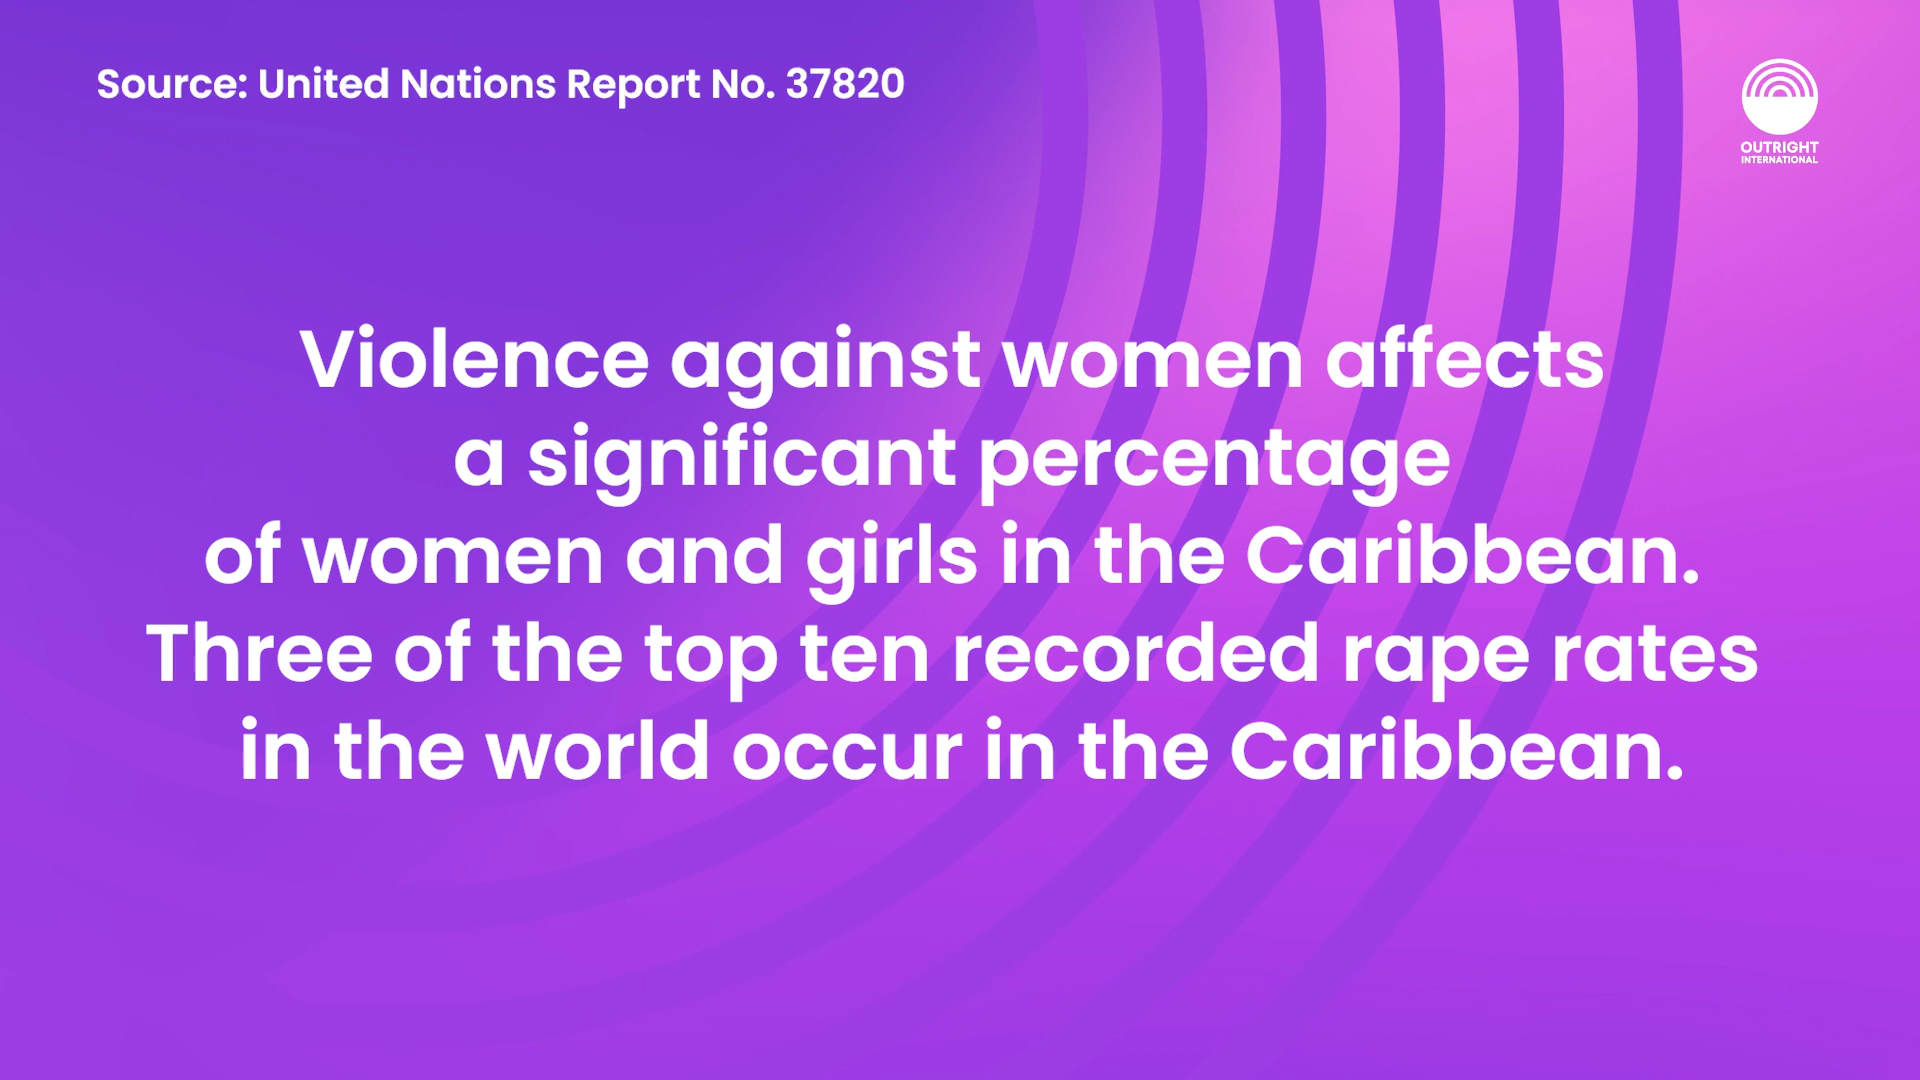 Source: United Nations Report No. 37820
OUTRIGHT
INTERNATIONAL
Violence against women affects
a significant percentage
of women and girls in the Caribbean.
Three of the top ten recorded rape rates
in the world occur in the Caribbean.